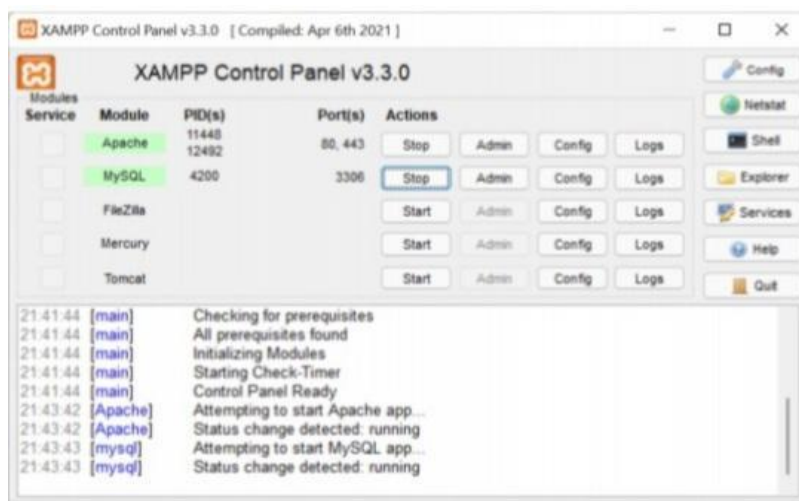 XAMPP Control Panel v3.3.0 [ Compiled: Apr 6th 2021 ]
XAMPP Control Panel v3.3.0
Config
Modules
Service Module PID(s) Port(s) Actions
Netstat
Apache 11448 12492 80, 443 Stop Admin Config Logs
Shell
MySQL 4200 3306 Stop Admin Config Logs
Explorer
FileZilla Start Admin Config Logs
Services
Mercury Start Admin Config Logs
Help
Tomcat Start Admin Config Logs
Quit
21:41:44 [main] Checking for prerequisites
21:41:44 [main] All prerequisites found
21:41:44 [main] Initializing Modules
21:41:44 [main] Starting Check-Timer
21:41:44 [main] Control Panel Ready
21:43:42 [Apache] Attempting to start Apache app...
21:43:42 [Apache] Status change detected: running
21:43:43 [mysql] Attempting to start MySQL app...
21:43:43 [mysql] Status change detected: running